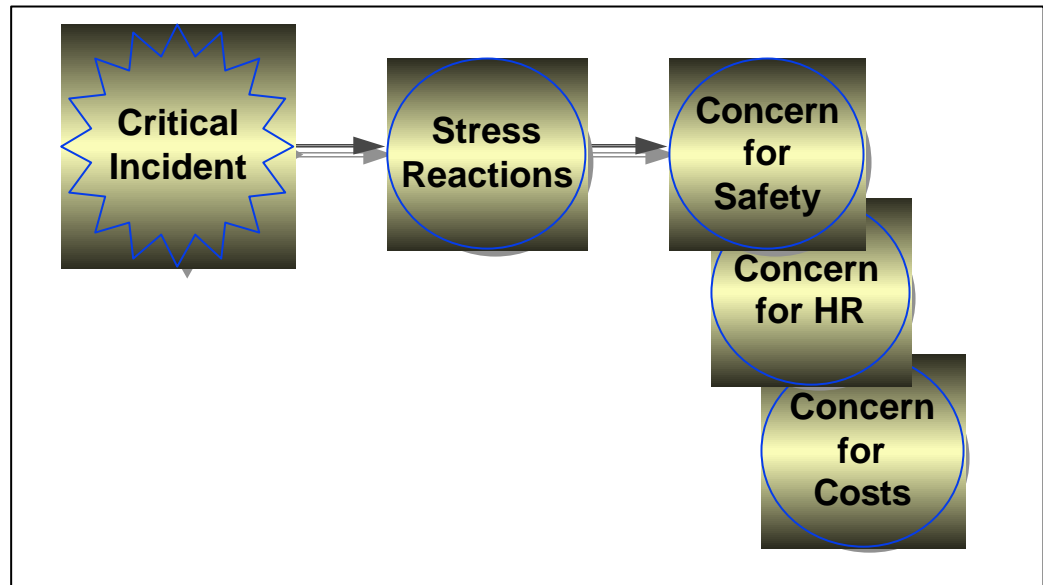 Critical
Incident
Stress
Reactions
Concern
for
Safety
Concern
for HR
Concern
for
Costs